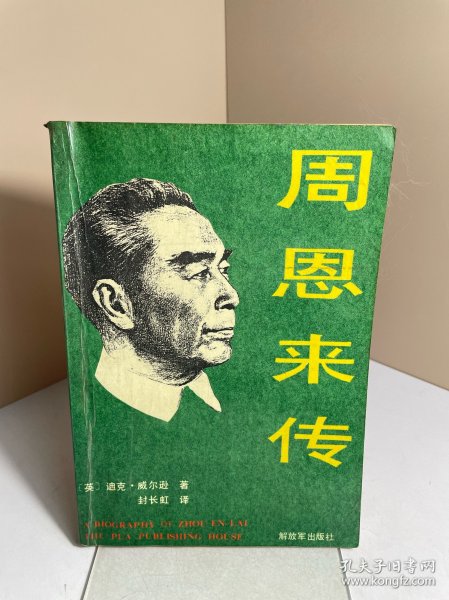 周恩来传
〔英〕迪克·威尔逊 著
封长虹 译
A BIOGRAPHY OF ZHOU EN-LAI
THE PLA PUBLISHING HOUSE
解放军出版社
孔夫子旧书网
www.kongfz.com